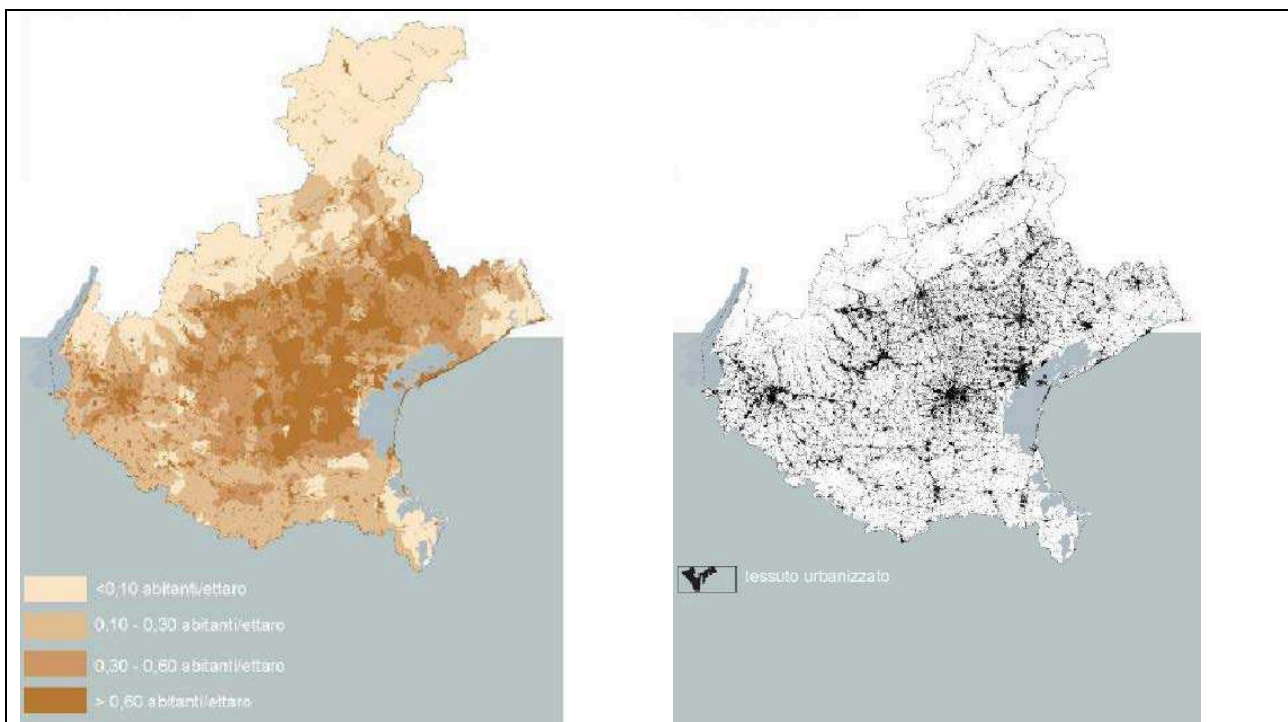 <0,10 abitanti/ettaro
0,10 - 0,30 abitanti/ettaro
0,30 - 0,60 abitanti/ettaro
> 0,60 abitanti/ettaro
tessuto urbanizzato